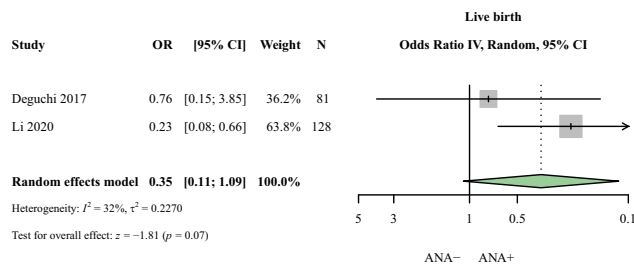 Live birth
Study OR [95% CI] Weight N Odds Ratio IV, Random, 95% CI
Deguchi 2017 0.76 [0.15; 3.85] 36.2% 81
Li 2020 0.23 [0.08; 0.66] 63.8% 128
Random effects model 0.35 [0.11; 1.09] 100.0%
Heterogeneity: I² = 32%, τ² = 0.2270
5 3 1 0.5 0.1
Test for overall effect: z = −1.81 (p = 0.07)
ANA− ANA+